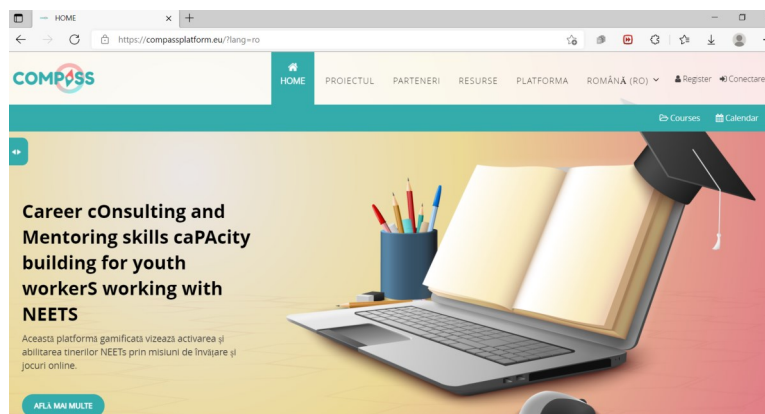 HOME
https://compassplatform.eu/?lang=ro
COMPASS
HOME PROIECTUL PARTENERI RESURSE PLATFORMA ROMÂNĂ (RO) Register Conectare
Courses Calendar
Career cOnsulting and
Mentoring skills caPAcity
building for youth
workerS working with
NEETS
Această platformă gamificată vizează activarea și
abilitarea tinerilor NEETs prin misiuni de învățare și
jocuri online.
AFLĂ MAI MULTE